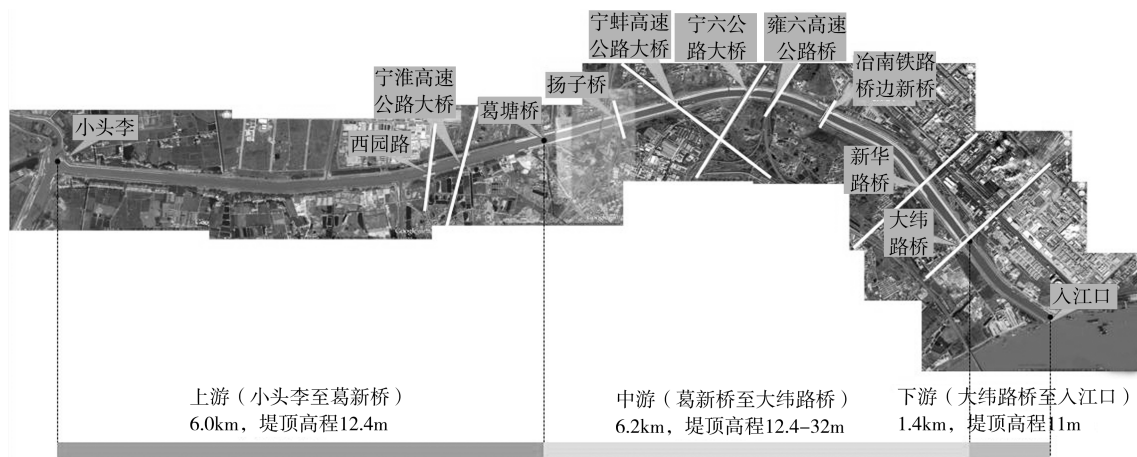 小头李
西园路
宁淮高速
公路大桥
葛塘桥
扬子桥
宁蚌高速
公路大桥
宁六公
路大桥
雍六高速
公路桥
冶南铁路
桥边新桥
新华
路桥
大纬
路桥
入江口
上游（小头李至葛新桥）
6.0km，堤顶高程12.4m
中游（葛新桥至大纬路桥）
6.2km，堤顶高程12.4-32m
下游（大纬路桥至入江口）
1.4km，堤顶高程11m